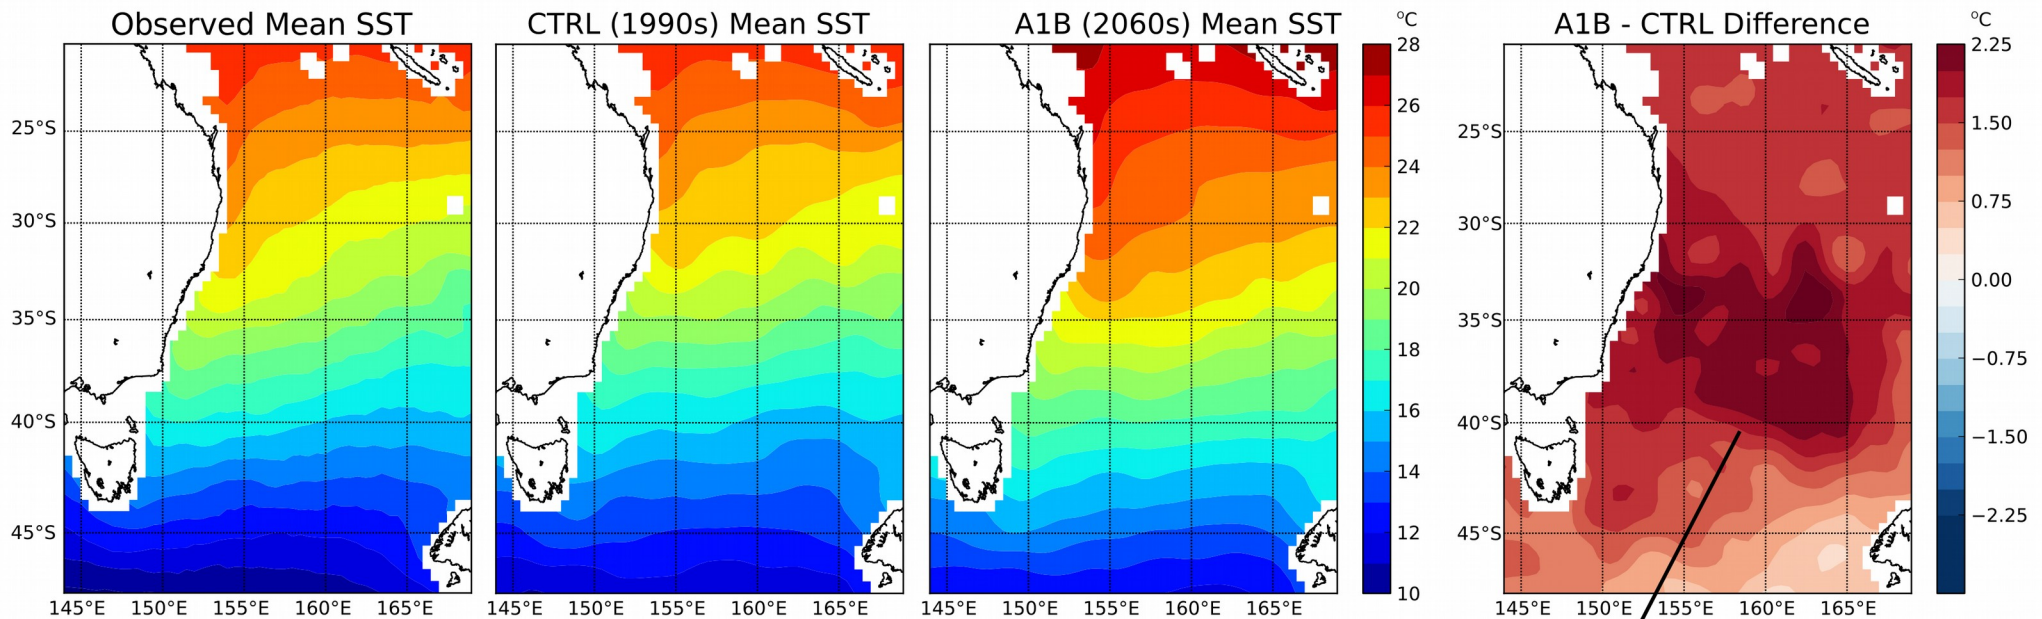 Observed Mean SST
CTRL (1990s) Mean SST
A1B (2060s) Mean SST
°C
A1B - CTRL Difference
°C
25°S
30°S
35°S
40°S
45°S
145°E 150°E 155°E 160°E 165°E
145°E 150°E 155°E 160°E 165°E
145°E 150°E 155°E 160°E 165°E
28
26
24
22
20
18
16
14
12
10
25°S
30°S
35°S
40°S
45°S
145°E 150°E 155°E 160°E 165°E
2.25
1.50
0.75
0.00
−0.75
−1.50
−2.25